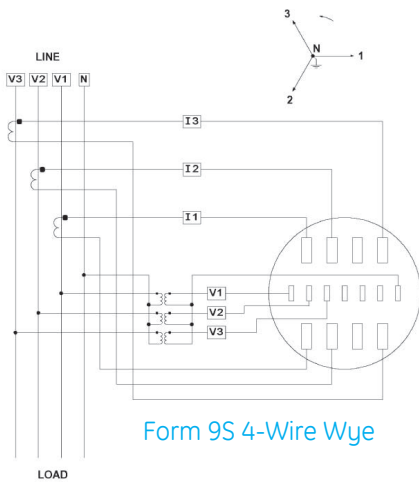 3
N
1
2
LINE
V3 V2 V1 N
I3
I2
I1
V1
V2
V3
Form 9S 4-Wire Wye
LOAD